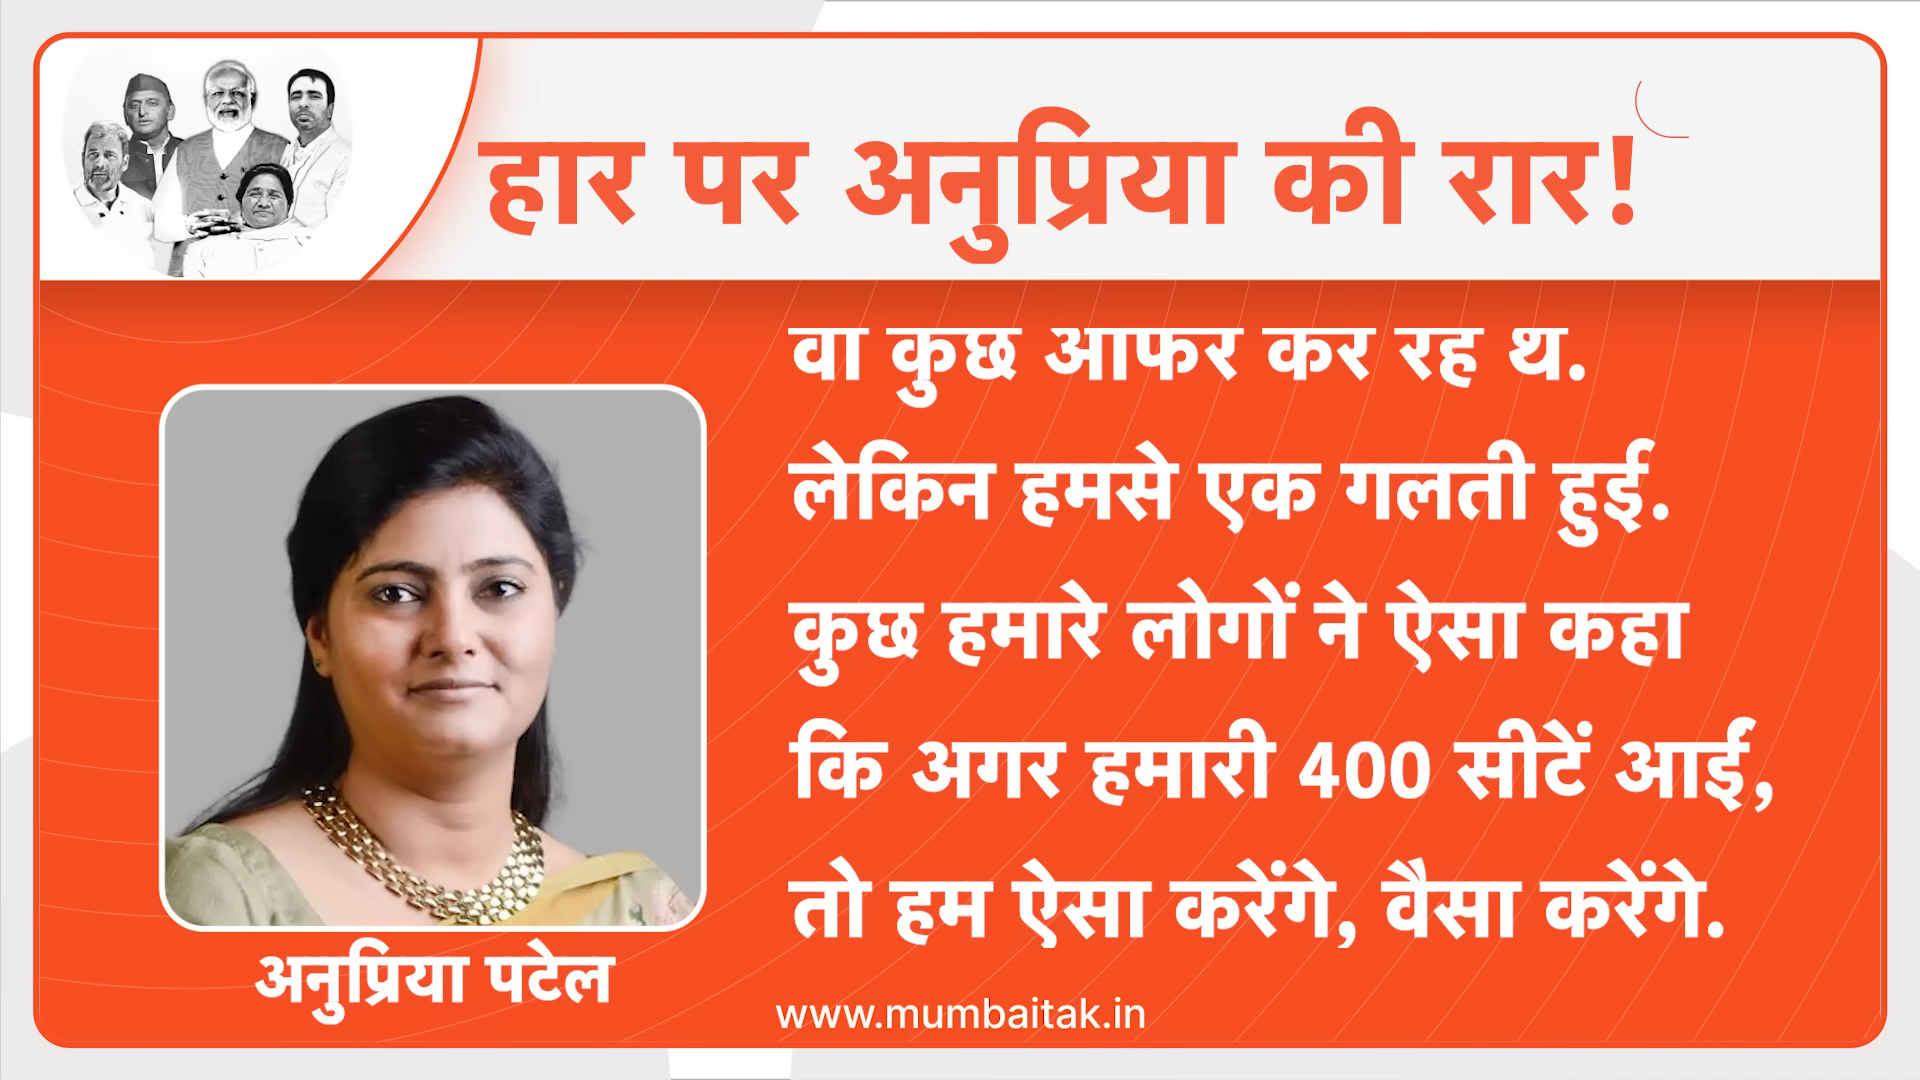 हार पर अनुप्रिया की रार!
वो कुछ ऑफर कर रहे थे.
लेकिन हमसे एक गलती हुई.
कुछ हमारे लोगों ने ऐसा कहा
कि अगर हमारी 400 सीटें आईं,
तो हम ऐसा करेंगे, वैसा करेंगे.
अनुप्रिया पटेल
www.mumbaitak.in